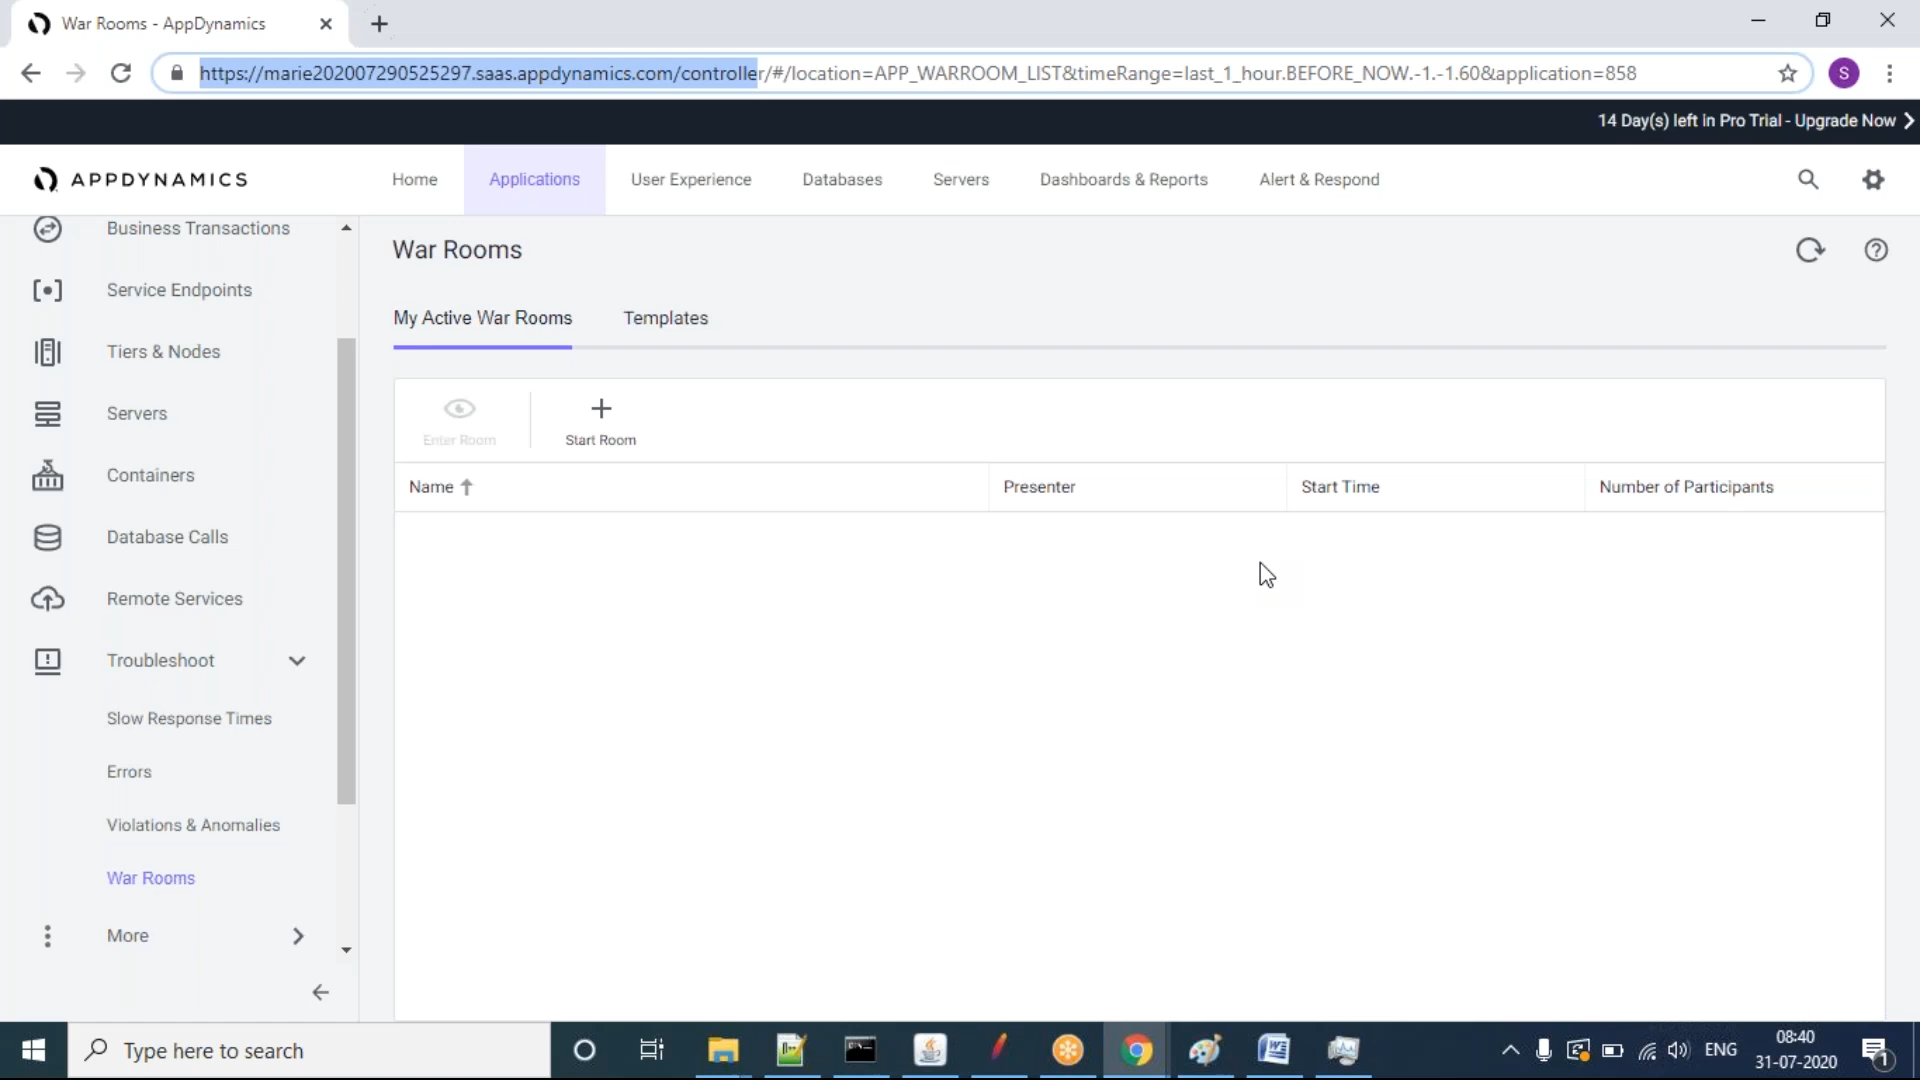 War Rooms - AppDynamics
https://marie202007290525297.saas.appdynamics.com/controller/#/location=APP_WARROOM_LIST&timeRange=last_1_hour.BEFORE_NOW.-1.-1.60&application=858
S
14 Day(s) left in Pro Trial - Upgrade Now
APPDYNAMICS
Home
Applications
User Experience
Databases
Servers
Dashboards & Reports
Alert & Respond
Business Transactions
Service Endpoints
Tiers & Nodes
Servers
Containers
Database Calls
Remote Services
Troubleshoot
Slow Response Times
Errors
Violations & Anomalies
War Rooms
More
War Rooms
My Active War Rooms
Templates
Enter Room
Start Room
Name
Presenter
Start Time
Number of Participants
Type here to search
ENG
08:40
31-07-2020
1